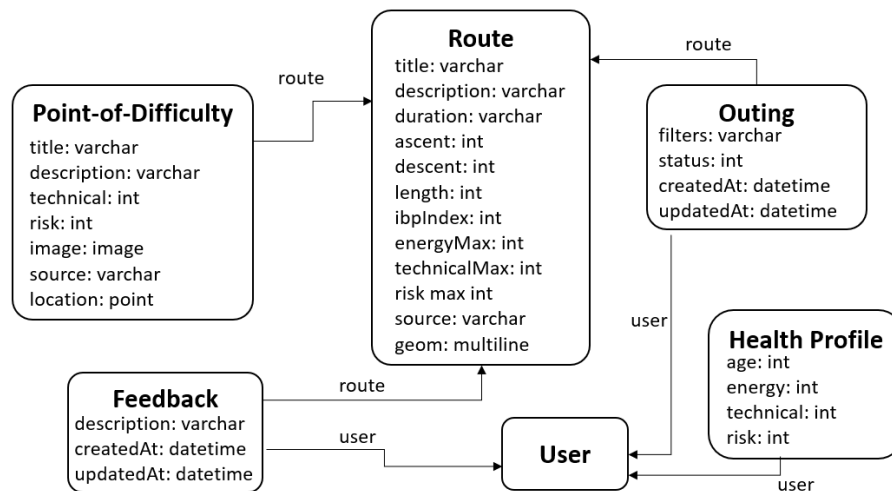 Route
title: varchar
description: varchar
duration: varchar
ascent: int
descent: int
length: int
ibpIndex: int
energyMax: int
technicalMax: int
risk max int
source: varchar
geom: multiline
route
Point-of-Difficulty
title: varchar
description: varchar
technical: int
risk: int
image: image
source: varchar
location: point
route
Outing
filters: varchar
status: int
createdAt: datetime
updatedAt: datetime
user
Health Profile
age: int
energy: int
technical: int
risk: int
user
Feedback
description: varchar
createdAt: datetime
updatedAt: datetime
route
user
User